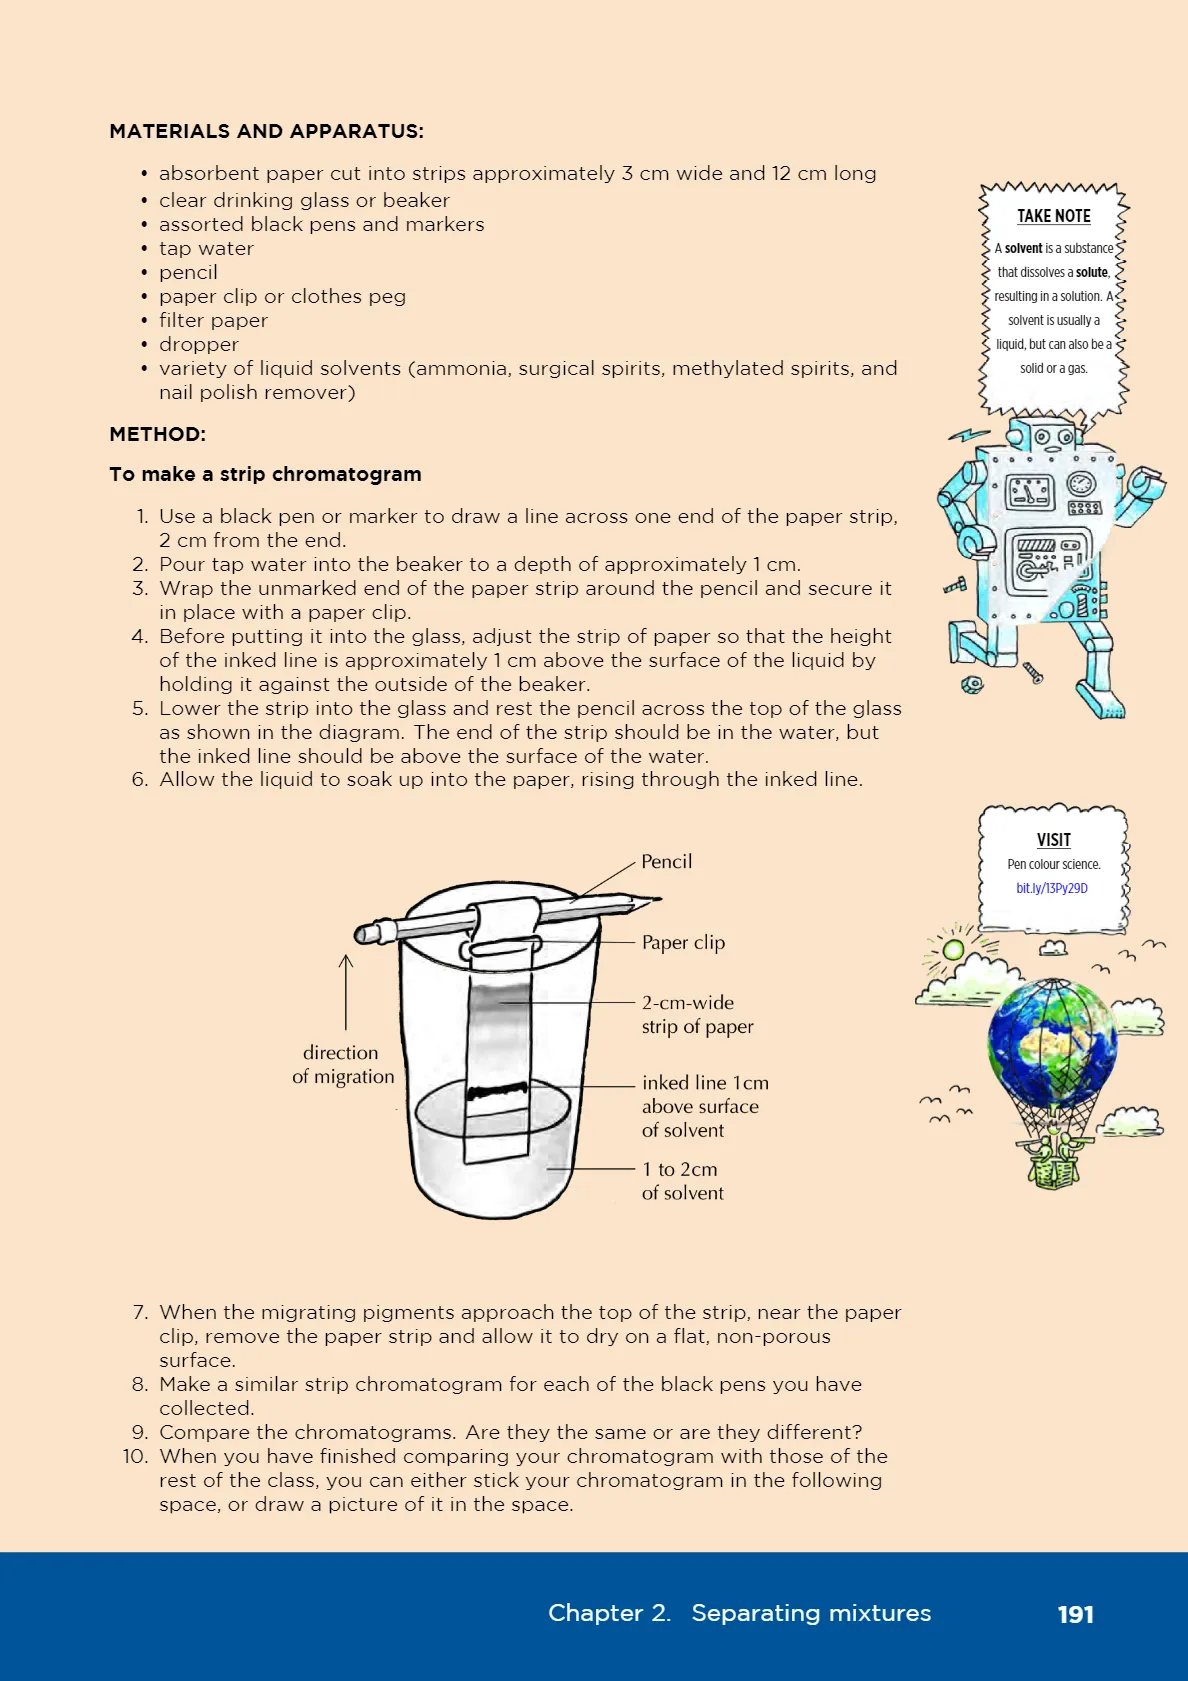 MATERIALS AND APPARATUS:
• absorbent paper cut into strips approximately 3 cm wide and 12 cm long
• clear drinking glass or beaker
• assorted black pens and markers
• tap water
• pencil
• paper clip or clothes peg
• filter paper
• dropper
• variety of liquid solvents (ammonia, surgical spirits, methylated spirits, and
nail polish remover)
METHOD:
To make a strip chromatogram
1. Use a black pen or marker to draw a line across one end of the paper strip,
2 cm from the end.
2. Pour tap water into the beaker to a depth of approximately 1 cm.
3. Wrap the unmarked end of the paper strip around the pencil and secure it
in place with a paper clip.
4. Before putting it into the glass, adjust the strip of paper so that the height
of the inked line is approximately 1 cm above the surface of the liquid by
holding it against the outside of the beaker.
5. Lower the strip into the glass and rest the pencil across the top of the glass
as shown in the diagram. The end of the strip should be in the water, but
the inked line should be above the surface of the water.
6. Allow the liquid to soak up into the paper, rising through the inked line.
Pencil
Paper clip
2-cm-wide
strip of paper
direction
of migration
inked line 1cm
above surface
of solvent
1 to 2cm
of solvent
7. When the migrating pigments approach the top of the strip, near the paper
clip, remove the paper strip and allow it to dry on a flat, non-porous
surface.
8. Make a similar strip chromatogram for each of the black pens you have
collected.
9. Compare the chromatograms. Are they the same or are they different?
10. When you have finished comparing your chromatogram with those of the
rest of the class, you can either stick your chromatogram in the following
space, or draw a picture of it in the space.
TAKE NOTE
A solvent is a substance
that dissolves a solute,
resulting in a solution. A
solvent is usually a
liquid, but can also be a
solid or a gas.
VISIT
Pen colour science.
bit.ly/13Py29D
Chapter 2. Separating mixtures 191